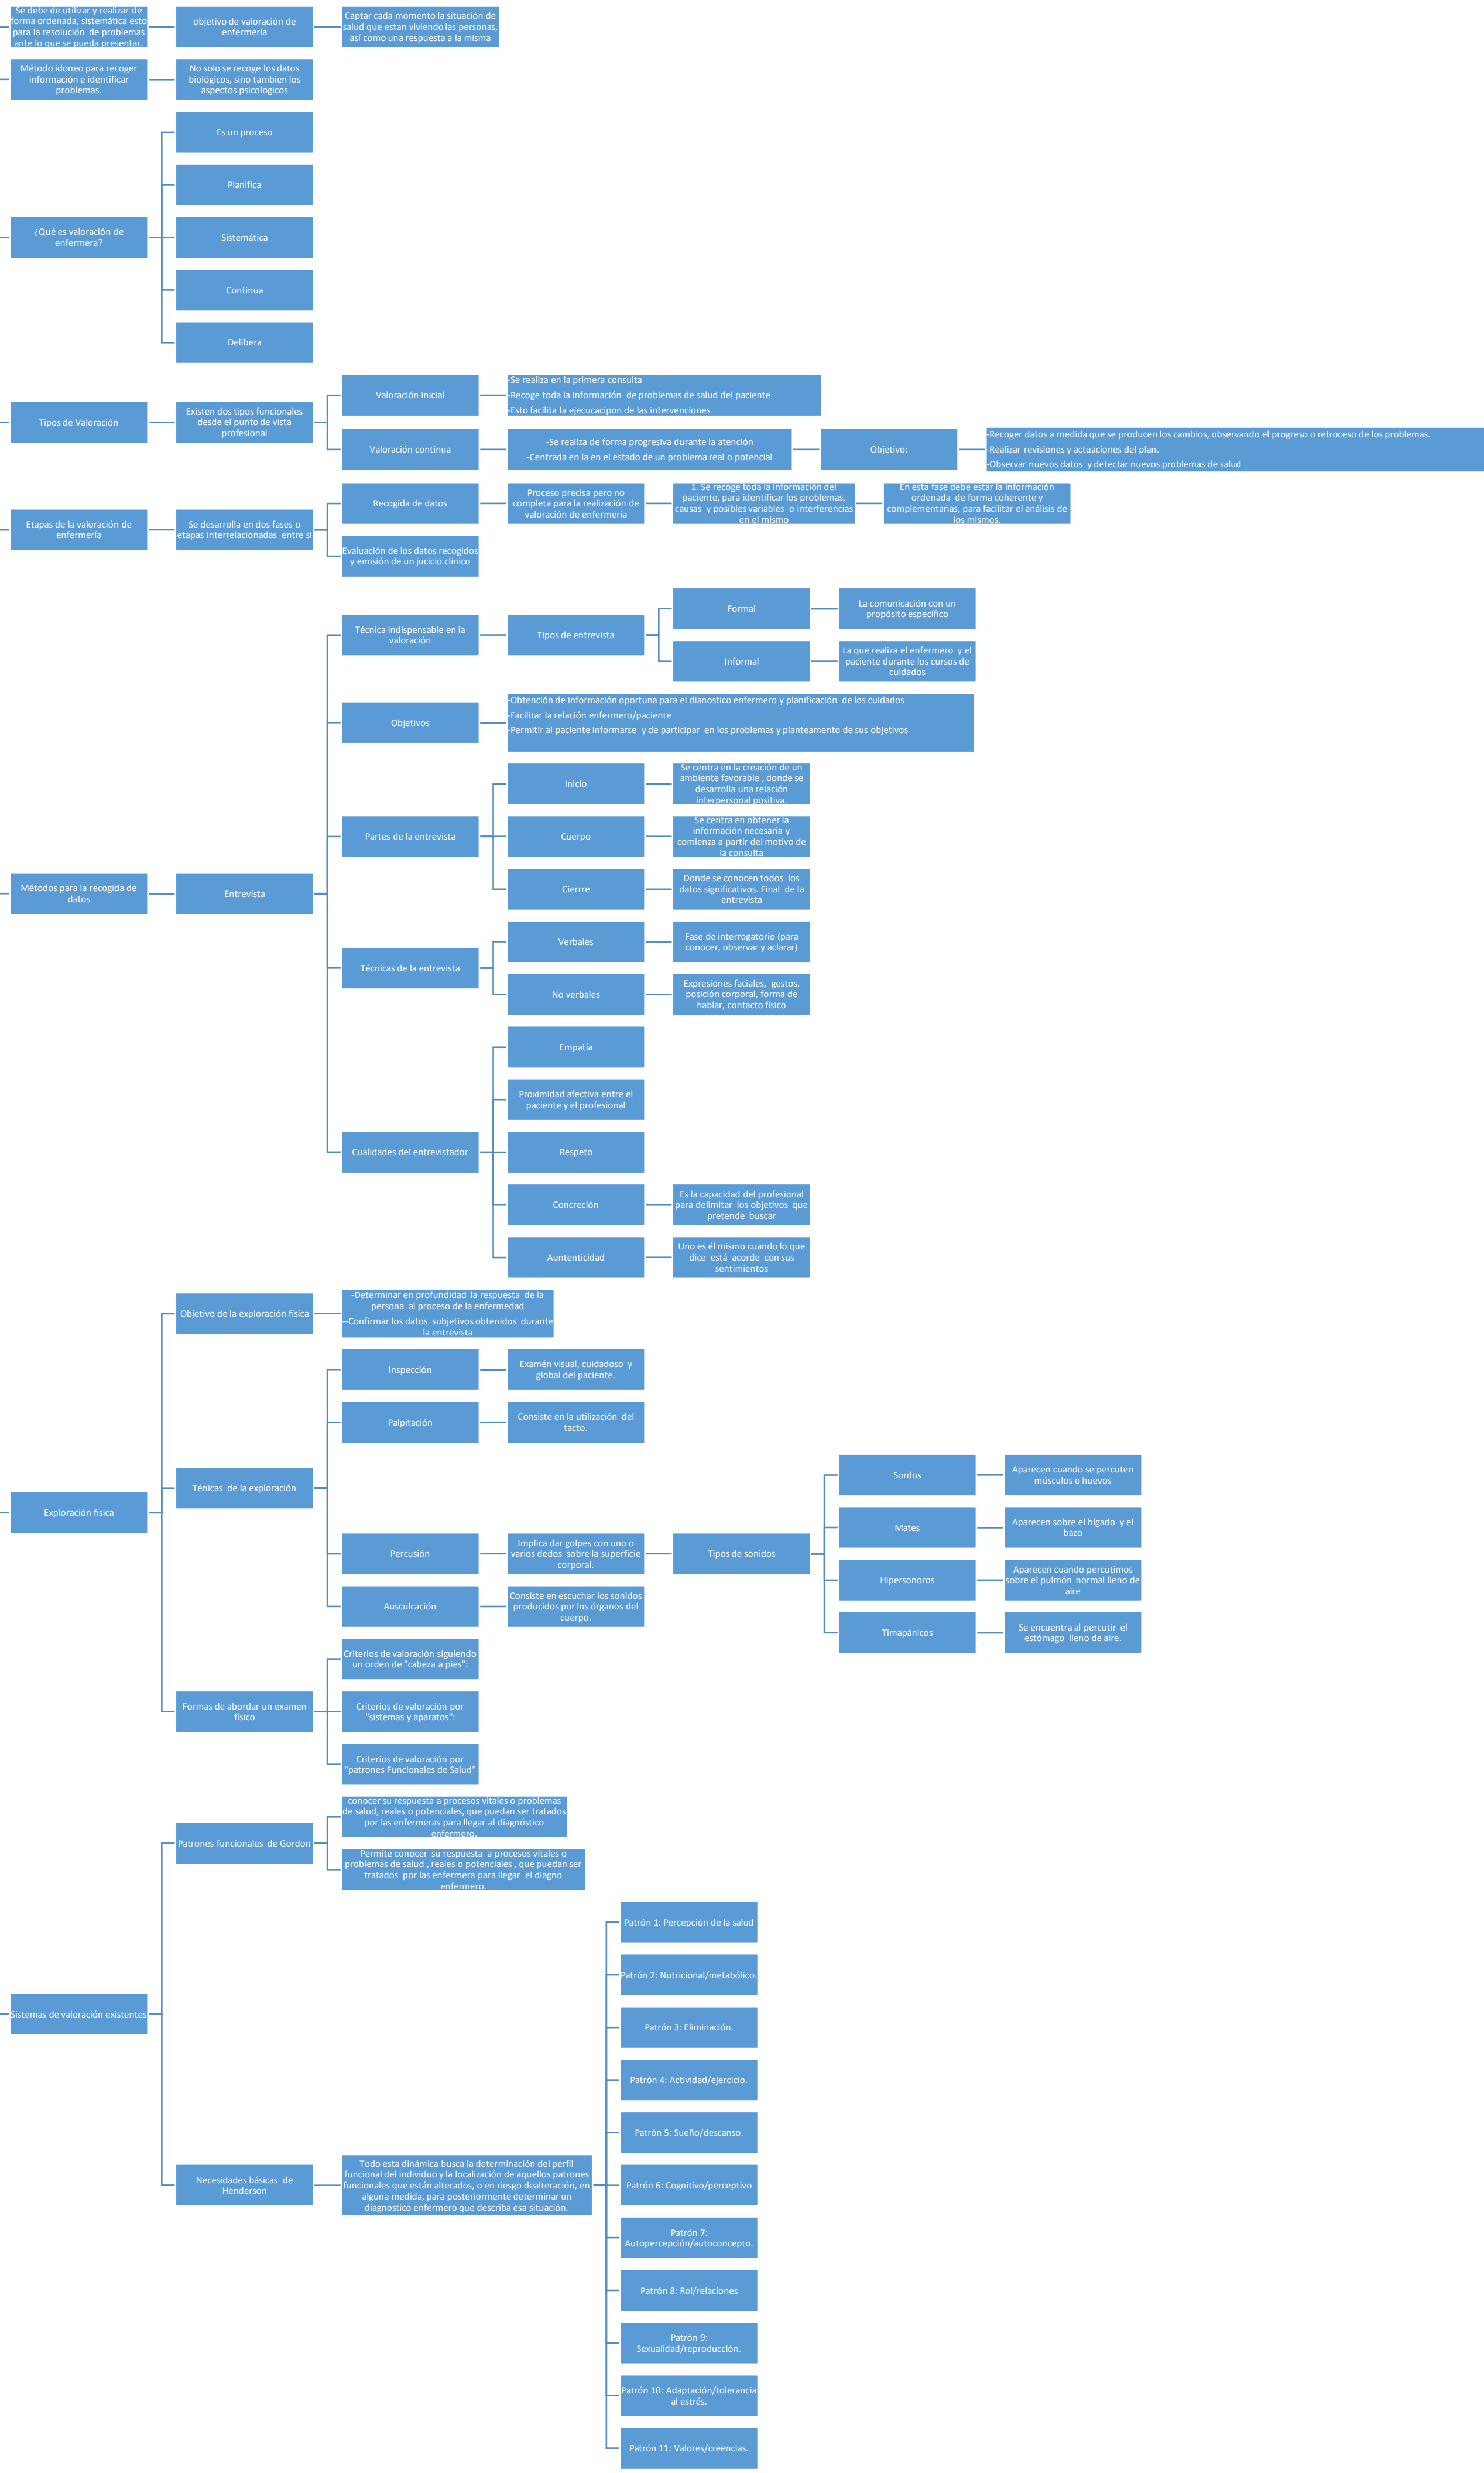 Se debe de utilizar y realizar de
forma ordenada, sistemática esto
para la resolución de problemas
ante lo que se pueda presentar.
objetivo de valoración de
enfermería
Captar cada momento la situación de
salud que estan viviendo las personas,
así como una respuesta a la misma
Método idoneo para recoger
información e identificar
problemas.
No solo se recoge los datos
biológicos, sino tambien los
aspectos psicologicos
¿Qué es valoración de
enfermera?
Es un proceso
Planifica
Sistemática
Continua
Delibera
Tipos de Valoración
Existen dos tipos funcionales
desde el punto de vista
profesional
Valoración inicial
-Se realiza en la primera consulta
-Recoge toda la información de problemas de salud del paciente
-Esto facilita la ejecucacipon de las intervenciones
Valoración continua
-Se realiza de forma progresiva durante la atención
-Centrada en la en el estado de un problema real o potencial
Objetivo:
-Recoger datos a medida que se producen los cambios, observando el progreso o retroceso de los problemas.
-Realizar revisiones y actuaciones del plan.
-Observar nuevos datos y detectar nuevos problemas de salud
Etapas de la valoración de
enfermería
Se desarrolla en dos fases o
etapas interrelacionadas entre si
Recogida de datos
Proceso precisa pero no
completa para la realización de
valoración de enfermería
1. Se recoge toda la información del
paciente, para identificar los problemas,
causas y posibles variables o interferencias
en el mismo
En esta fase debe estar la información
ordenada de forma coherente y
complementarias, para facilitar el análisis de
los mismos.
Evaluación de los datos recogidos
y emisión de un jucicio clínico
Métodos para la recogida de
datos
Entrevista
Técnica indispensable en la
valoración
Tipos de entrevista
Formal
La comunicación con un
propósito específico
Informal
La que realiza el enfermero y el
paciente durante los cursos de
cuidados
Objetivos
-Obtención de información oportuna para el dianostico enfermero y planificación de los cuidados
-Facilitar la relación enfermero/paciente
-Permitir al paciente informarse y de participar en los problemas y planteamento de sus objetivos
Partes de la entrevista
Inicio
Se centra en la creación de un
ambiente favorable , donde se
desarrolla una relación
interpersonal positiva.
Cuerpo
Se centra en obtener la
información necesaria y
comienza a partir del motivo de
la consulta
Cierrre
Donde se conocen todos los
datos significativos. Final de la
entrevista
Técnicas de la entrevista
Verbales
Fase de interrogatorio (para
conocer, observar y aclarar)
No verbales
Expresiones faciales, gestos,
posición corporal, forma de
hablar, contacto físico
Cualidades del entrevistador
Empatía
Proximidad afectiva entre el
paciente y el profesional
Respeto
Concreción
Es la capacidad del profesional
para delimitar los objetivos que
pretende buscar
Auntenticidad
Uno es él mismo cuando lo que
dice está acorde con sus
sentimientos
Exploración física
Objetivo de la exploración física
-Determinar en profundidad la respuesta de la
persona al proceso de la enfermedad
--Confirmar los datos subjetivos obtenidos durante
la entrevista
Ténicas de la exploración
Inspección
Examén visual, cuidadoso y
global del paciente.
Palpitación
Consiste en la utilización del
tacto.
Percusión
Implica dar golpes con uno o
varios dedos sobre la superficie
corporal.
Tipos de sonidos
Sordos
Aparecen cuando se percuten
músculos o huevos
Mates
Aparecen sobre el hígado y el
bazo
Hipersonoros
Aparecen cuando percutimos
sobre el pulmón normal lleno de
aire
Timapánicos
Se encuentra al percutir el
estómago lleno de aire.
Ausculcación
Consiste en escuchar los sonidos
producidos por los órganos del
cuerpo.
Formas de abordar un examen
físico
Criterios de valoración siguiendo
un orden de "cabeza a pies":
Criterios de valoración por
"sistemas y aparatos":
Criterios de valoración por
"patrones Funcionales de Salud"
Sistemas de valoración existentes
Patrones funcionales de Gordon
conocer su respuesta a procesos vitales o problemas
de salud, reales o potenciales, que puedan ser tratados
por las enfermeras para llegar al diagnóstico
enfermero.
Permite conocer su respuesta a procesos vitales o
problemas de salud , reales o potenciales , que puedan ser
tratados por las enfermera para llegar el diagno
enfermero.
Necesidades básicas de
Henderson
Todo esta dinámica busca la determinación del perfil
funcional del individuo y la localización de aquellos patrones
funcionales que están alterados, o en riesgo dealteración, en
alguna medida, para posteriormente determinar un
diagnostico enfermero que describa esa situación.
Patrón 1: Percepción de la salud
Patrón 2: Nutricional/metabólico.
Patrón 3: Eliminación.
Patrón 4: Actividad/ejercicio.
Patrón 5: Sueño/descanso.
Patrón 6: Cognitivo/perceptivo
Patrón 7:
Autopercepción/autoconcepto.
Patrón 8: Rol/relaciones
Patrón 9:
Sexualidad/reproducción.
Patrón 10: Adaptación/tolerancia
al estrés.
Patrón 11: Valores/creencias.